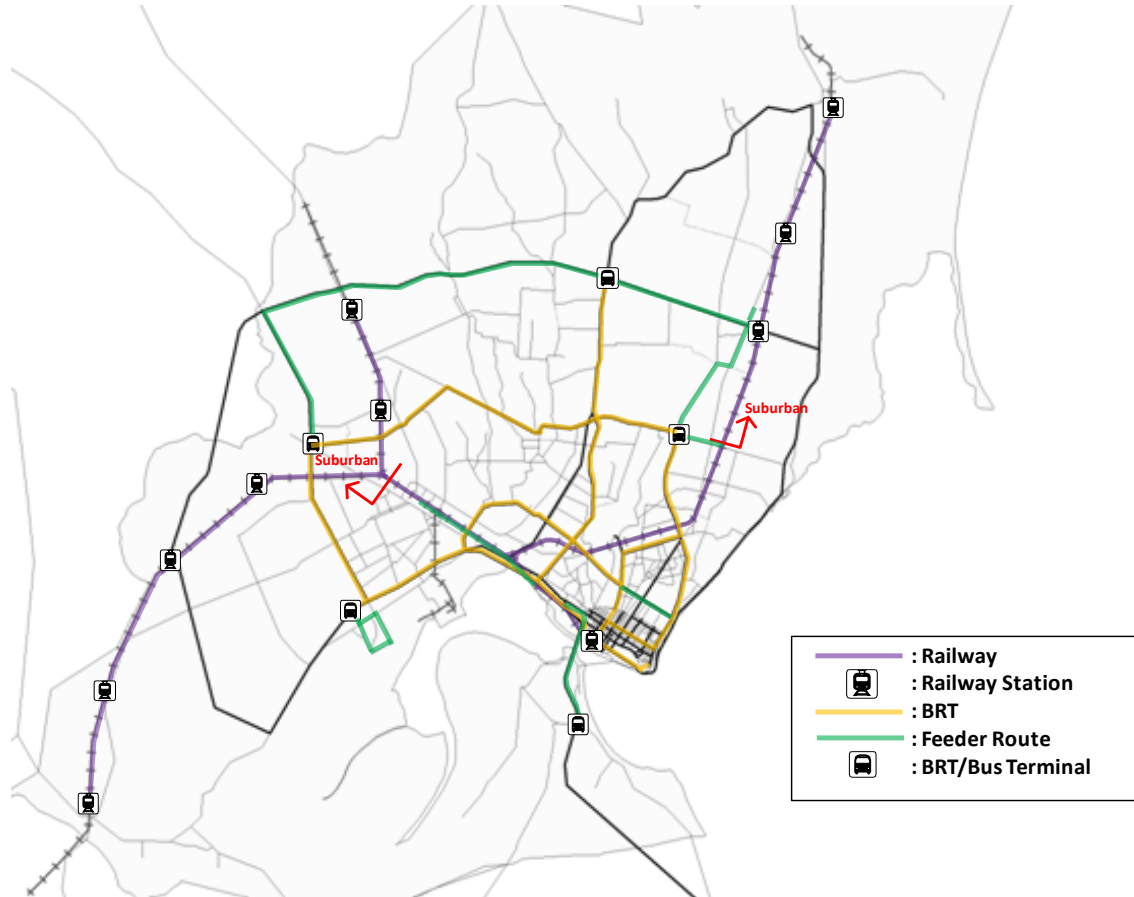 Suburban
Suburban
: Railway
: Railway Station
: BRT
: Feeder Route
: BRT/Bus Terminal